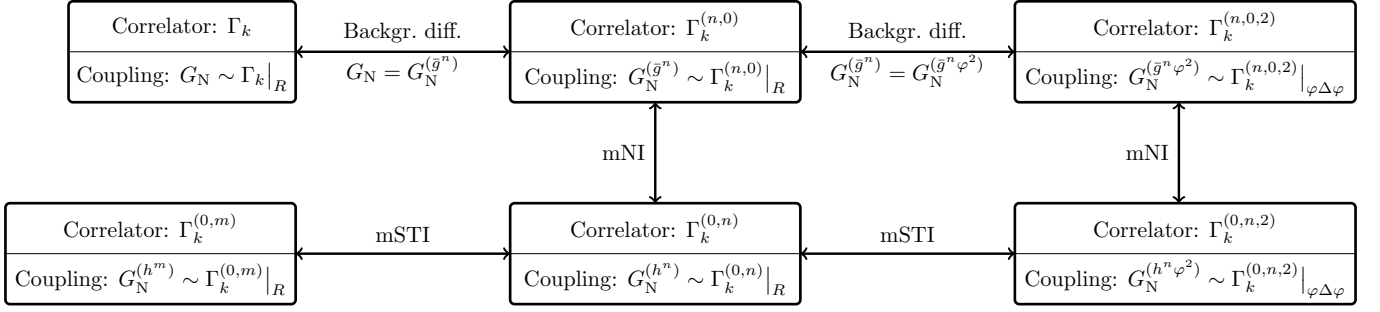 Correlator: Γ_k
Coupling: G_N ∼ Γ_k|_R
Backgr. diff.
G_N = G_N^{(ḡ^n)}
Correlator: Γ_k^{(n,0)}
Coupling: G_N^{(ḡ^n)} ∼ Γ_k^{(n,0)}|_R
Backgr. diff.
G_N^{(ḡ^n)} = G_N^{(ḡ^n φ^2)}
Correlator: Γ_k^{(n,0,2)}
Coupling: G_N^{(ḡ^n φ^2)} ∼ Γ_k^{(n,0,2)}|_{φΔφ}
mNI
mNI
Correlator: Γ_k^{(0,m)}
Coupling: G_N^{(h^m)} ∼ Γ_k^{(0,m)}|_R
mSTI
Correlator: Γ_k^{(0,n)}
Coupling: G_N^{(h^n)} ∼ Γ_k^{(0,n)}|_R
mSTI
Correlator: Γ_k^{(0,n,2)}
Coupling: G_N^{(h^n φ^2)} ∼ Γ_k^{(0,n,2)}|_{φΔφ}